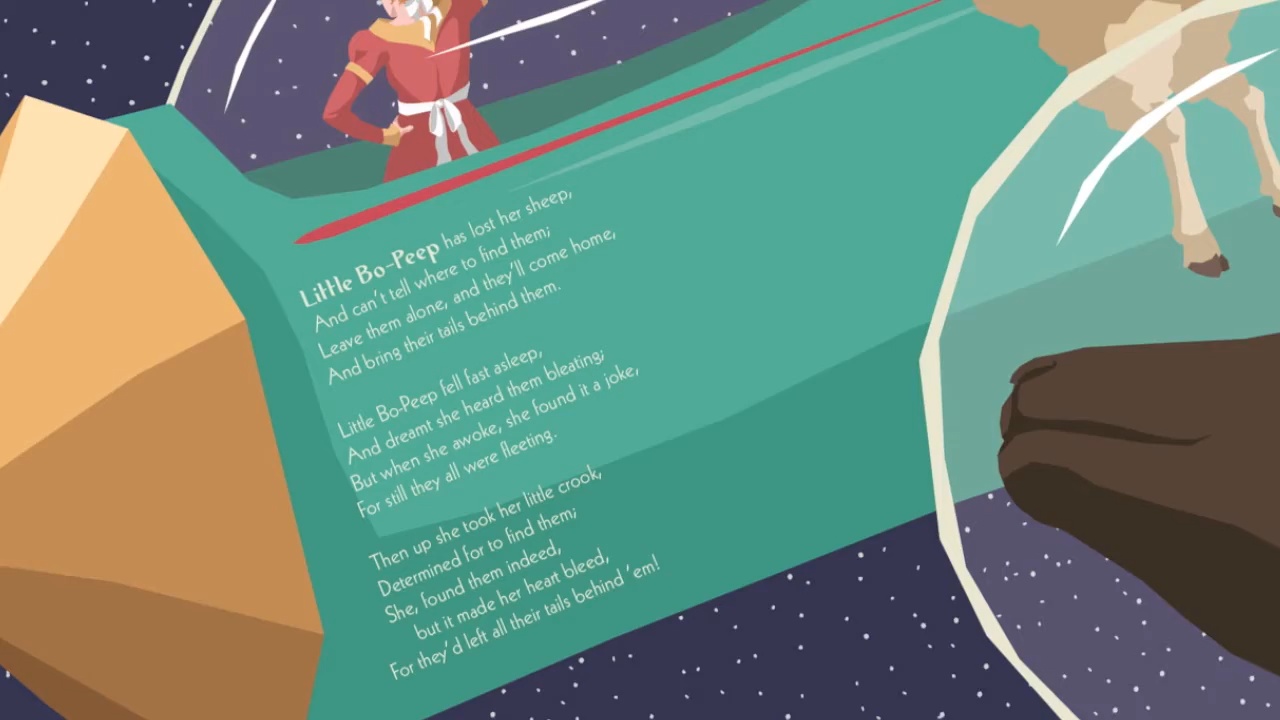 Little Bo-Peep has lost her sheep,
And can't tell where to find them;
Leave them alone, and they'll come home,
And bring their tails behind them.
Little Bo-Peep fell fast asleep,
And dreamt she heard them bleating;
But when she awoke, she found it a joke,
For still they all were fleeting.
Then up she took her little crook,
Determined for to find them;
She, found them indeed,
but it made her heart bleed,
For they'd left all their tails behind 'em!